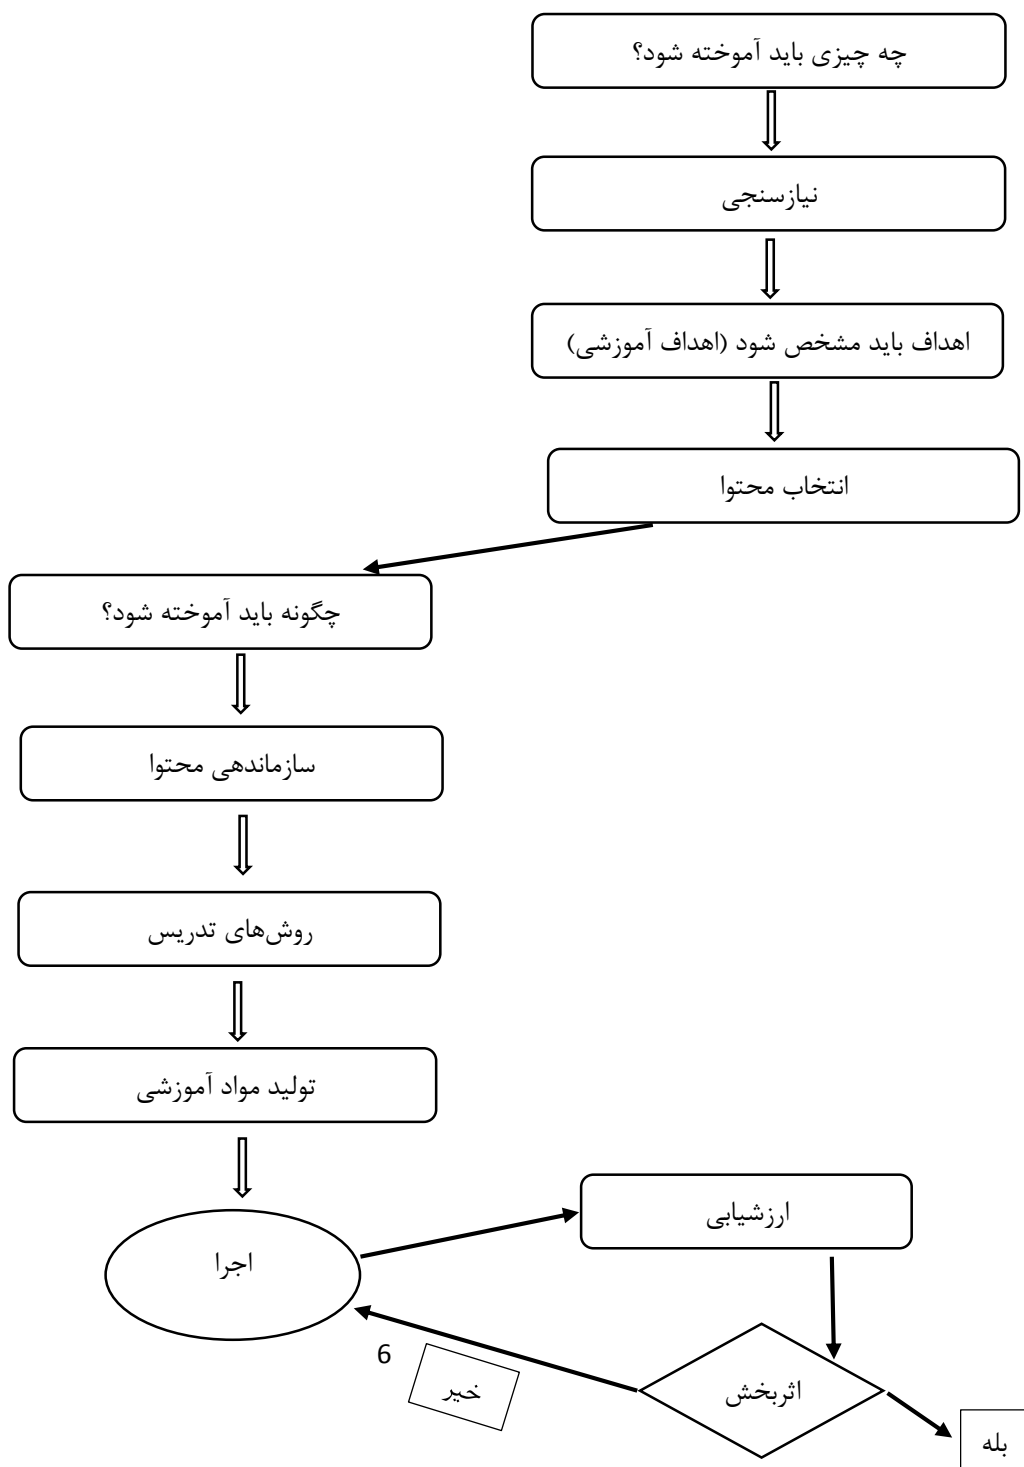 چه چیزی باید آموخته شود؟
نیازسنجی
اهداف باید مشخص شود (اهداف آموزشی)
انتخاب محتوا
چگونه باید آموخته شود؟
سازماندهی محتوا
روش‌های تدریس
تولید مواد آموزشی
ارزشیابی
اجرا
6
خیر
اثربخش
بله